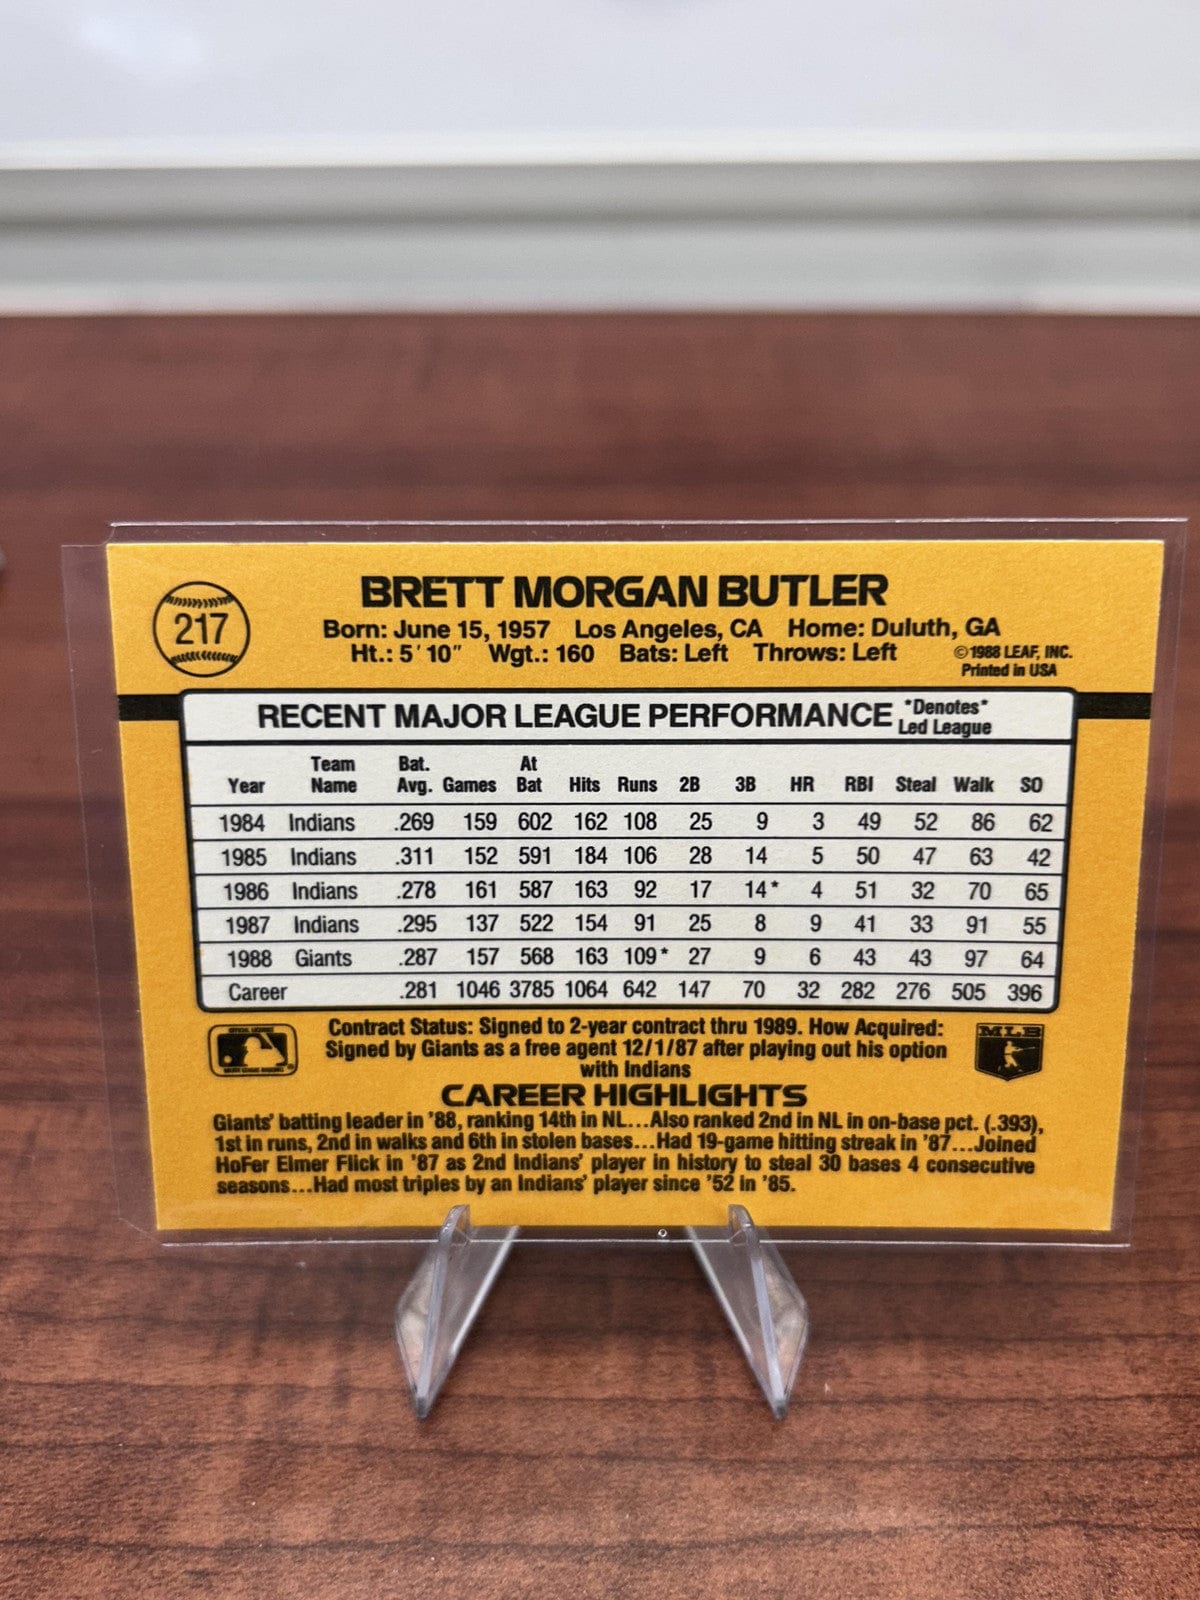 217
BRETT MORGAN BUTLER
Born: June 15, 1957 Los Angeles, CA Home: Duluth, GA
Ht.: 5'10" Wgt.: 160 Bats: Left Throws: Left
©1988 LEAF, INC.
Printed in USA
RECENT MAJOR LEAGUE PERFORMANCE
*Denotes*
Led League
Year Team Name Bat. Avg. Games At Bat Hits Runs 2B 3B HR RBI Steal Walk SO
1984 Indians .269 159 602 162 108 25 9 3 49 52 86 62
1985 Indians .311 152 591 184 106 28 14 5 50 47 63 42
1986 Indians .278 161 587 163 92 17 14* 4 51 32 70 65
1987 Indians .295 137 522 154 91 25 8 9 41 33 91 55
1988 Giants .287 157 568 163 109* 27 9 6 43 43 97 64
Career .281 1046 3785 1064 642 147 70 32 282 276 505 396
Contract Status: Signed to 2-year contract thru 1989. How Acquired:
Signed by Giants as a free agent 12/1/87 after playing out his option
with Indians
MLB
CAREER HIGHLIGHTS
Giants' batting leader in '88, ranking 14th in NL...Also ranked 2nd in NL in on-base pct. (.393),
1st in runs, 2nd in walks and 6th in stolen bases...Had 19-game hitting streak in '87...Joined
HoFer Elmer Flick in '87 as 2nd Indians' player in history to steal 30 bases 4 consecutive
seasons...Had most triples by an Indians' player since '52 in '85.